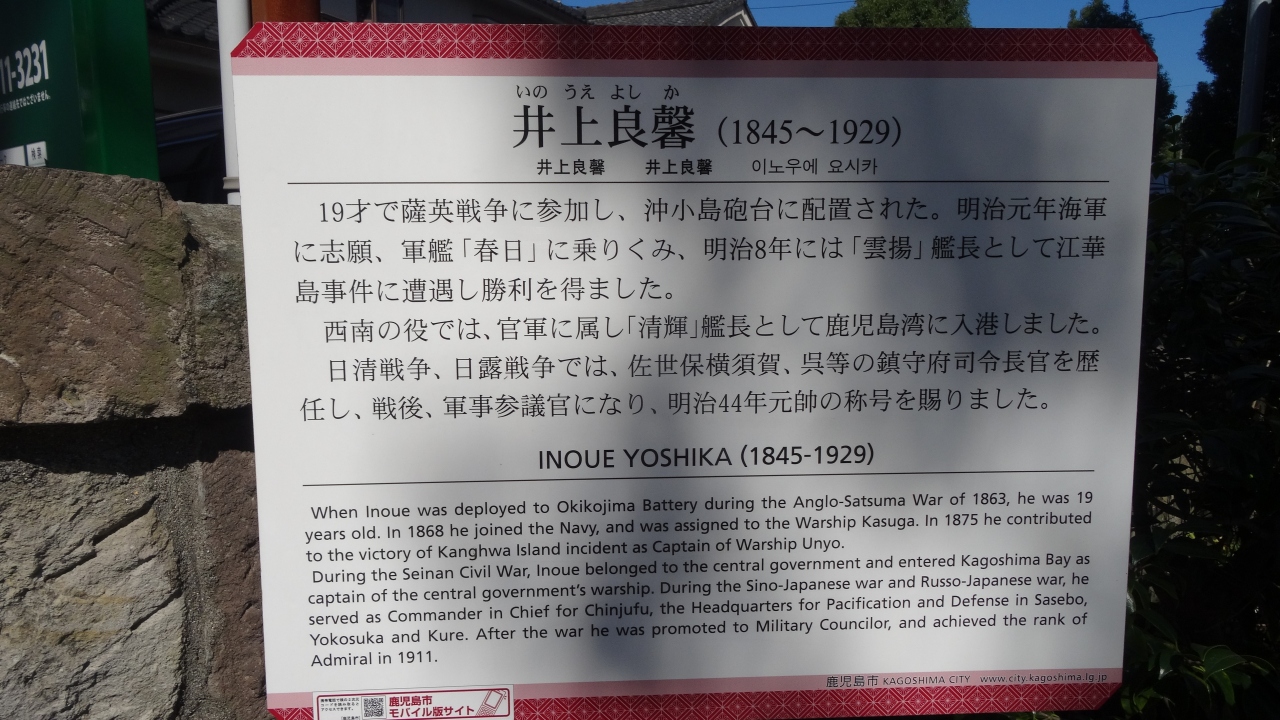 11-3231
いの うえ よし か
井上良馨（1845～1929）
井上良馨 井上良馨 이노우에 요시카
19才で薩英戦争に参加し、沖小島砲台に配置された。明治元年海軍
に志願、軍艦「春日」に乗りくみ、明治8年には「雲揚」艦長として江華
島事件に遭遇し勝利を得ました。
西南の役では、官軍に属し「清輝」艦長として鹿児島湾に入港しました。
日清戦争、日露戦争では、佐世保横須賀、呉等の鎮守府司令長官を歴
任し、戦後、軍事参議官になり、明治44年元帥の称号を賜りました。
INOUE YOSHIKA (1845-1929)
When Inoue was deployed to Okikojima Battery during the Anglo-Satsuma War of 1863, he was 19
years old. In 1868 he joined the Navy, and was assigned to the Warship Kasuga. In 1875 he contributed
to the victory of Kanghwa Island incident as Captain of Warship Unyo.
During the Seinan Civil War, Inoue belonged to the central government and entered Kagoshima Bay as
captain of the central government's warship. During the Sino-Japanese war and Russo-Japanese war, he
served as Commander in Chief for Chinjufu, the Headquarters for Pacification and Defense in Sasebo,
Yokosuka and Kure. After the war he was promoted to Military Councilor, and achieved the rank of
Admiral in 1911.
鹿児島市 KAGOSHIMA CITY www.city.kagoshima.lg.jp
鹿児島市
モバイル版サイト